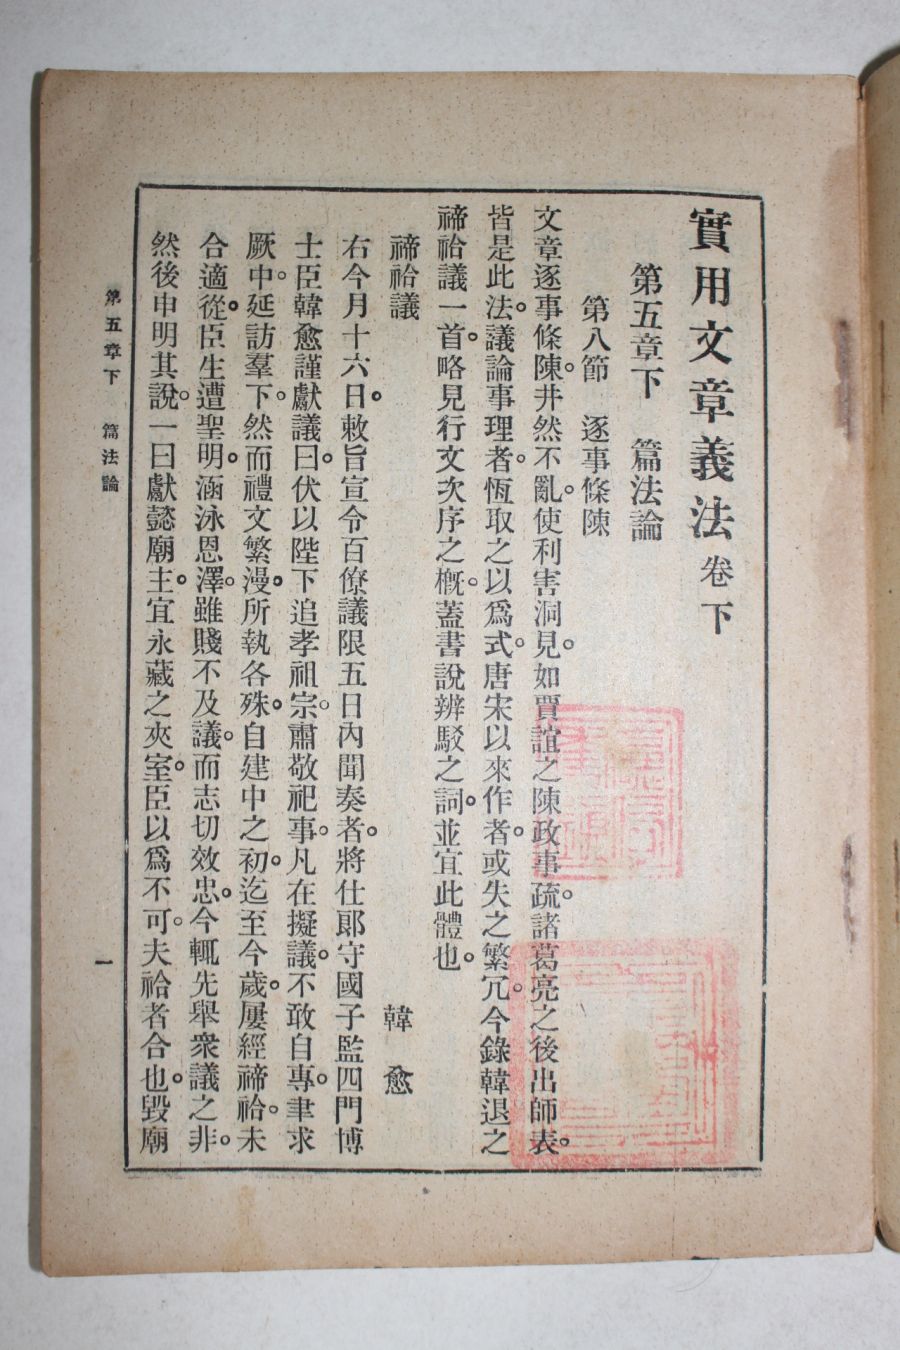 實用文章義法 卷下
第五章下 篇法論
第八節 逐事條陳
文章逐事條陳。井然不亂。使利害洞見。如賈誼之陳政事疏。諸葛亮之後出師表。
皆是此法。議論事理者。恆取之以爲式。唐宋以來作者。或失之繁冗。今錄韓退之
禘祫議一首。略見行文次序之槪。蓋書說辨駁之詞。並宜此體也。
禘祫議 韓愈
右今月十六日。敕旨宣令百僚議限五日內聞奏者。將仕郞守國子監四門博
士臣韓愈謹獻議曰。伏以陛下追孝祖宗。肅敬祀事。凡在擬議。不敢自專。聿求
厥中。延訪羣下。然而禮文繁漫。所執各殊。自建中之初。迄至今歲。屢經禘祫。未
合適從。臣生遭聖明。涵泳恩澤。雖賤不及議。而志切效忠。今輒先舉衆議之非。
然後申明其說。一曰獻懿廟主。宜永藏之夾室。臣以爲不可。夫祫者合也。毀廟
第五章下 篇法論
一